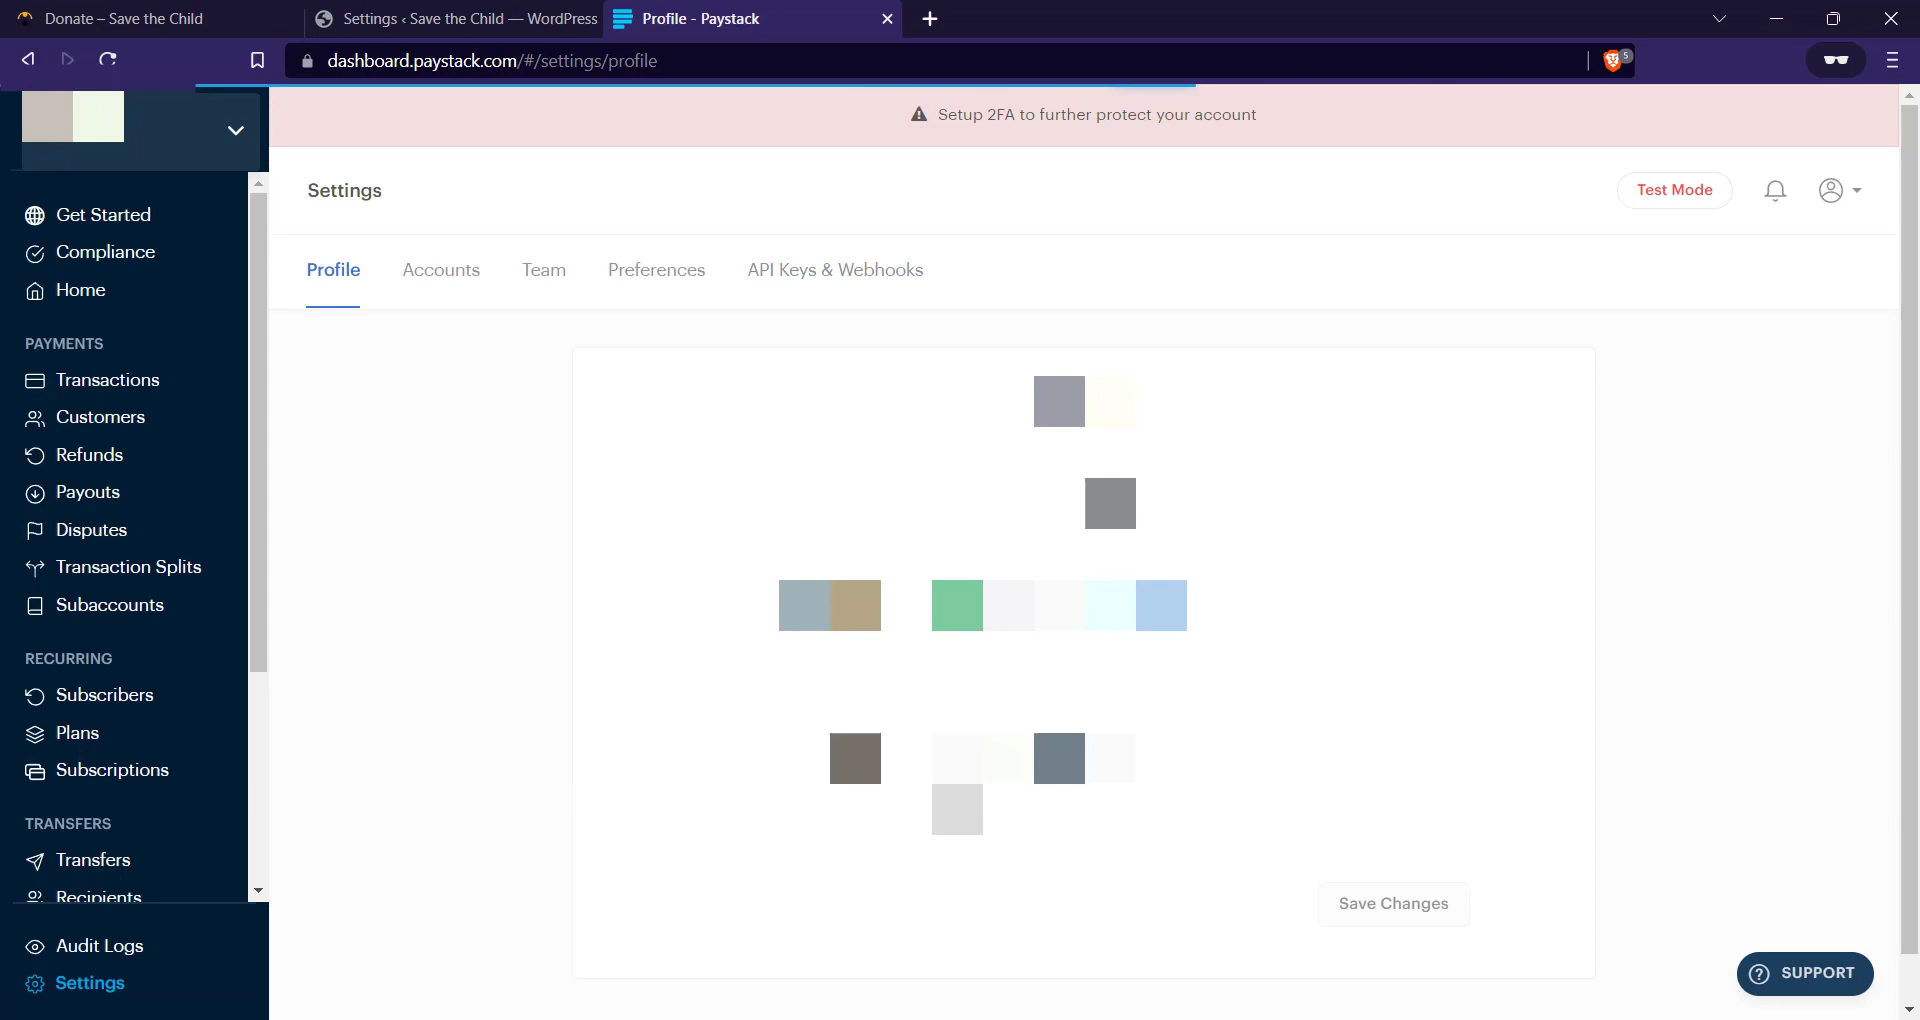 Donate – Save the Child
Settings ‹ Save the Child — WordPress
Profile - Paystack
dashboard.paystack.com/#/settings/profile
5
Setup 2FA to further protect your account
Settings
Test Mode
Profile
Accounts
Team
Preferences
API Keys & Webhooks
Get Started
Compliance
Home
PAYMENTS
Transactions
Customers
Refunds
Payouts
Disputes
Transaction Splits
Subaccounts
RECURRING
Subscribers
Plans
Subscriptions
TRANSFERS
Transfers
Recipients
Audit Logs
Settings
Save Changes
SUPPORT